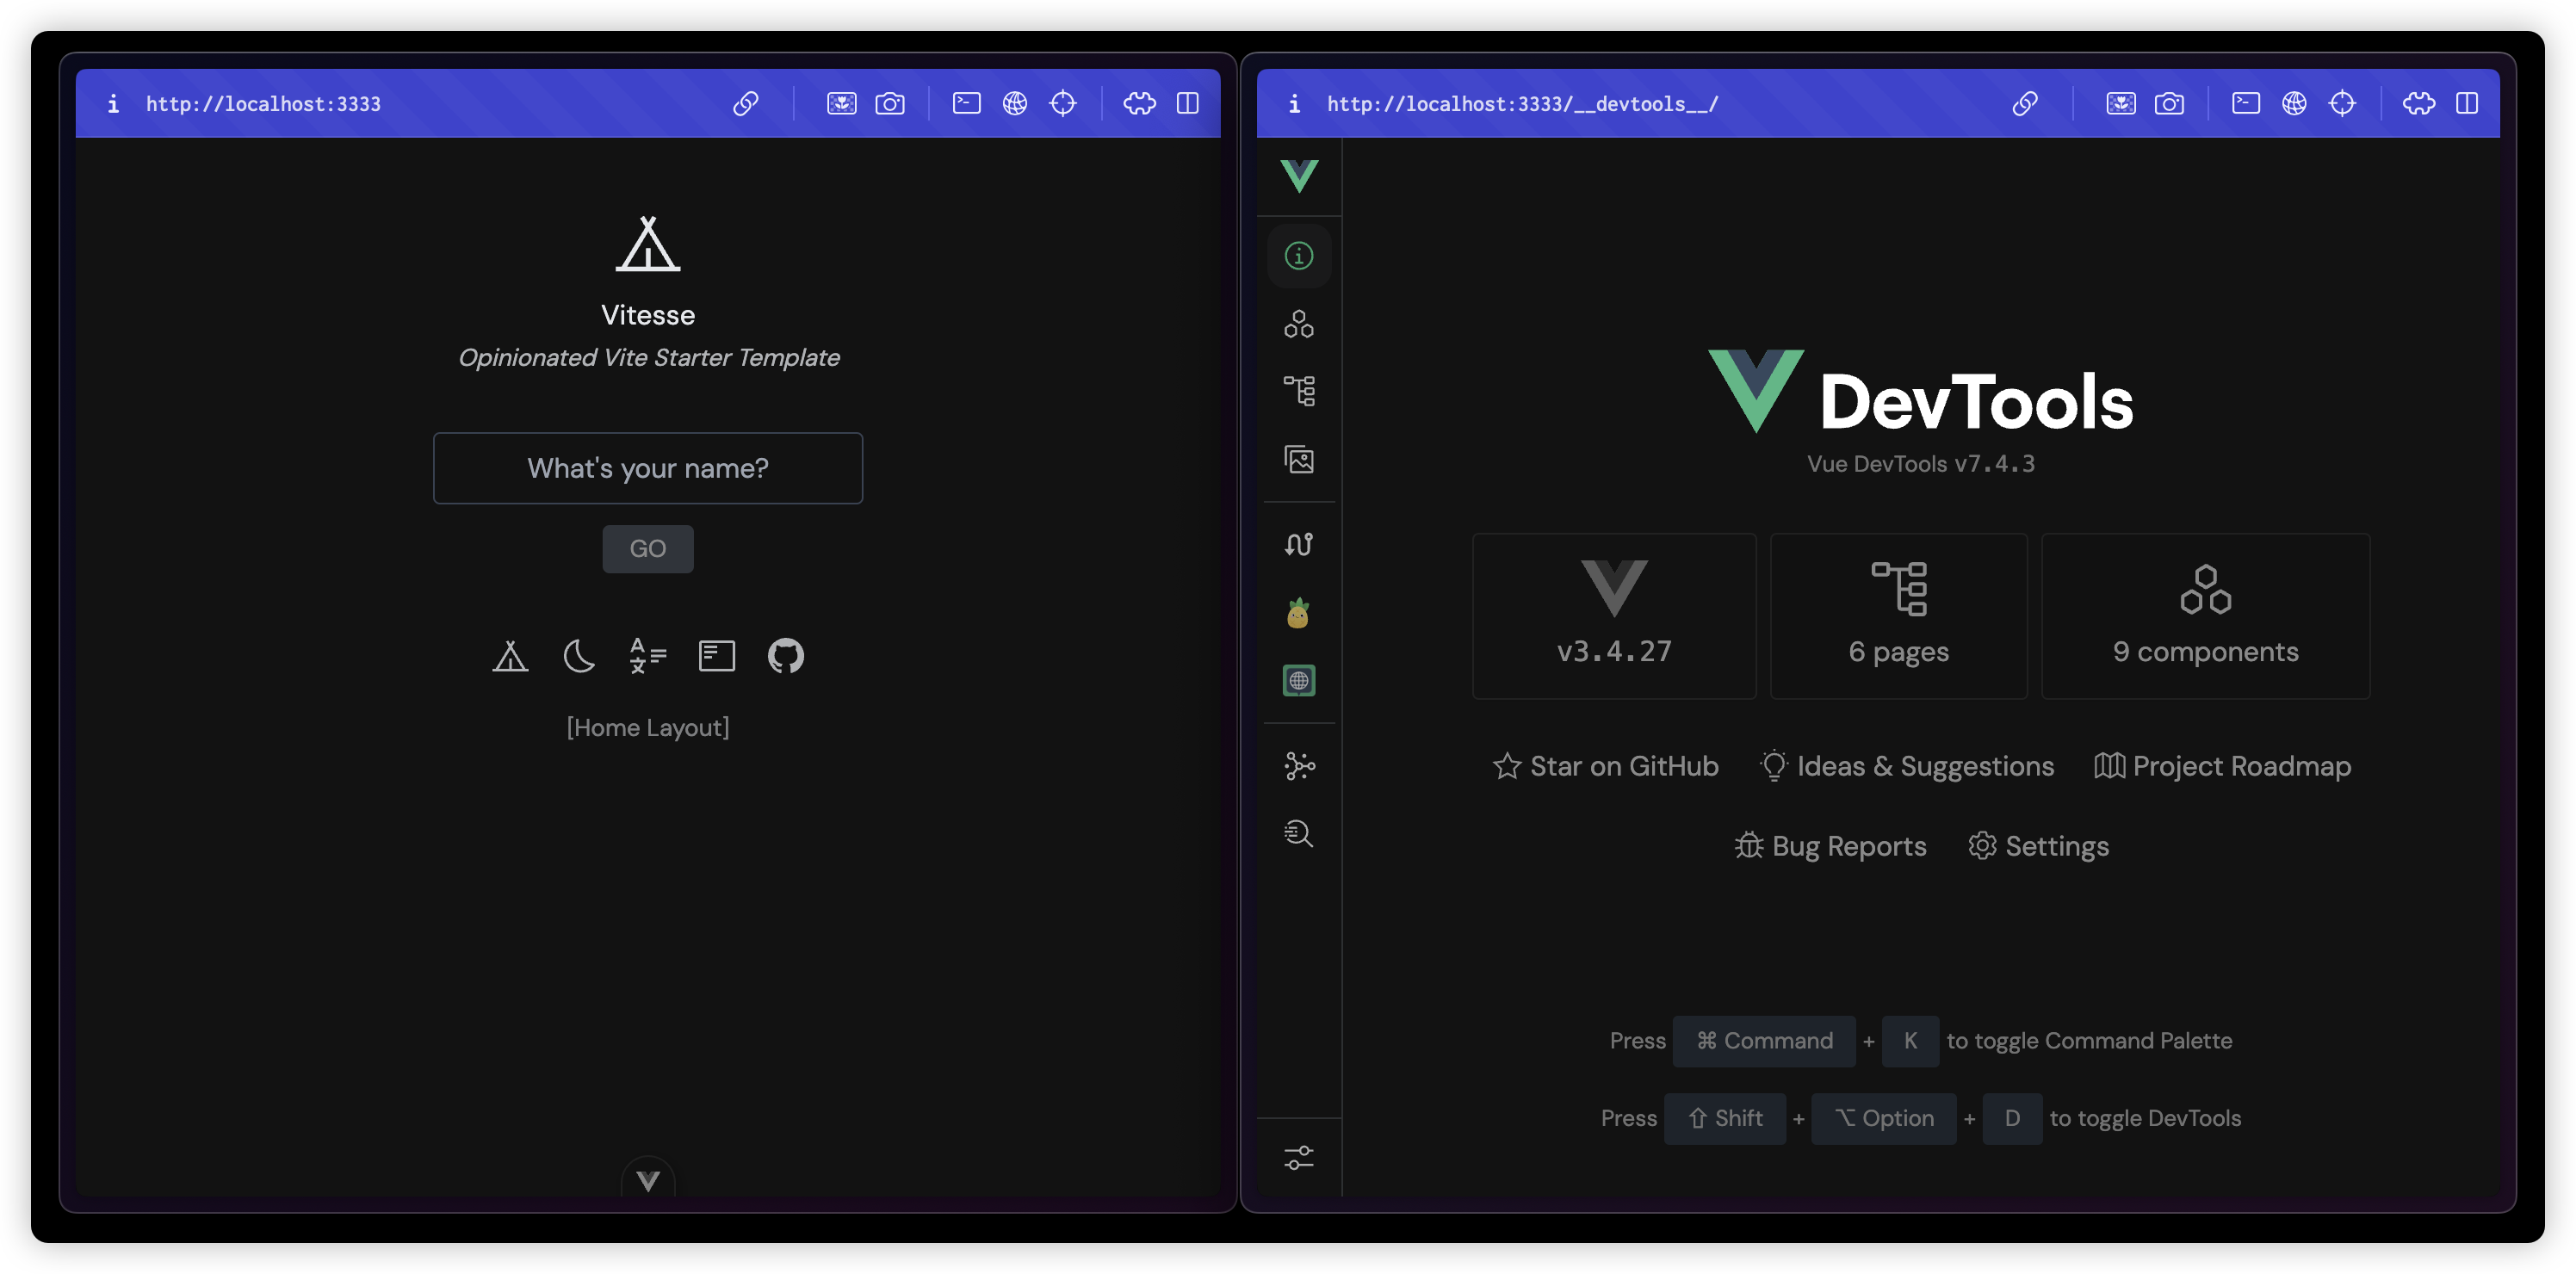 http://localhost:3333
Vitesse
Opinionated Vite Starter Template
What's your name?
GO
[Home Layout]
http://localhost:3333/__devtools__/
DevTools
Vue DevTools v7.4.3
v3.4.27
6 pages
9 components
Star on GitHub Ideas & Suggestions Project Roadmap
Bug Reports Settings
Press ⌘ Command + K to toggle Command Palette
Press ⇧ Shift + ⌥ Option + D to toggle DevTools